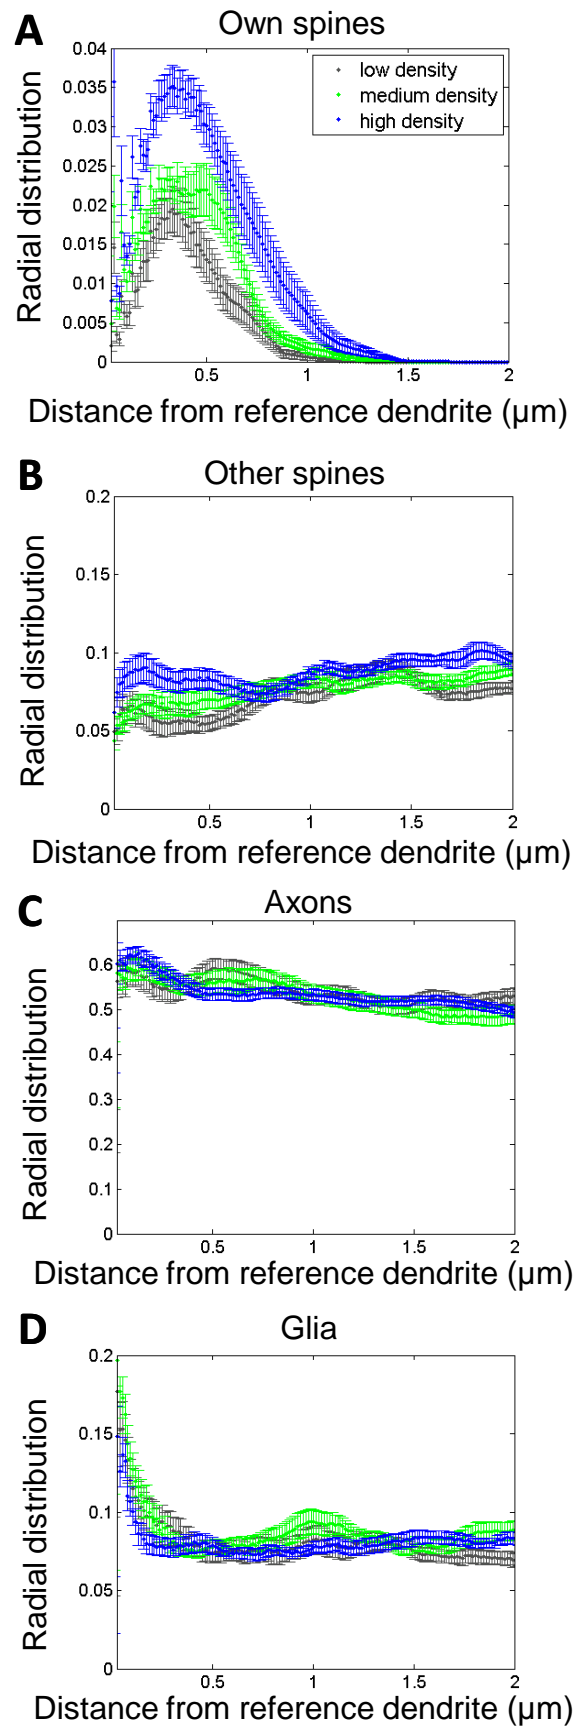 A
Own spines
Radial distribution
0.04
0.035
0.03
0.025
0.02
0.015
0.01
0.005
0
low density
medium density
high density
0.5
1
1.5
2
Distance from reference dendrite (µm)
B
Other spines
Radial distribution
0.2
0.15
0.1
0.05
0
0.5
1
1.5
2
Distance from reference dendrite (µm)
C
Axons
Radial distribution
0.6
0.5
0.4
0.3
0.2
0.1
0
0.5
1
1.5
2
Distance from reference dendrite (µm)
D
Glia
Radial distribution
0.2
0.15
0.1
0.05
0
0.5
1
1.5
2
Distance from reference dendrite (µm)